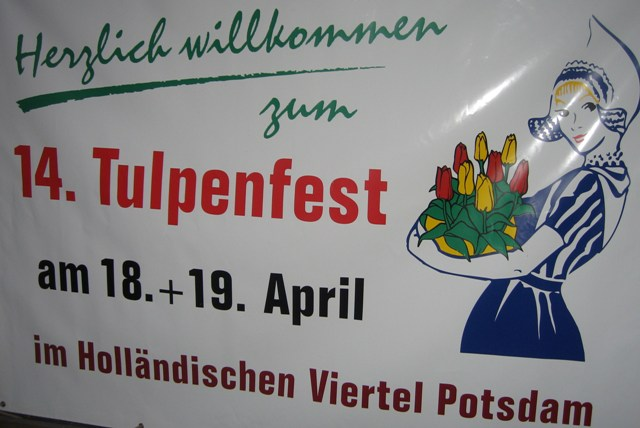 Herzlich willkommen
zum
14. Tulpenfest
am 18.+19. April
im Holländischen Viertel Potsdam